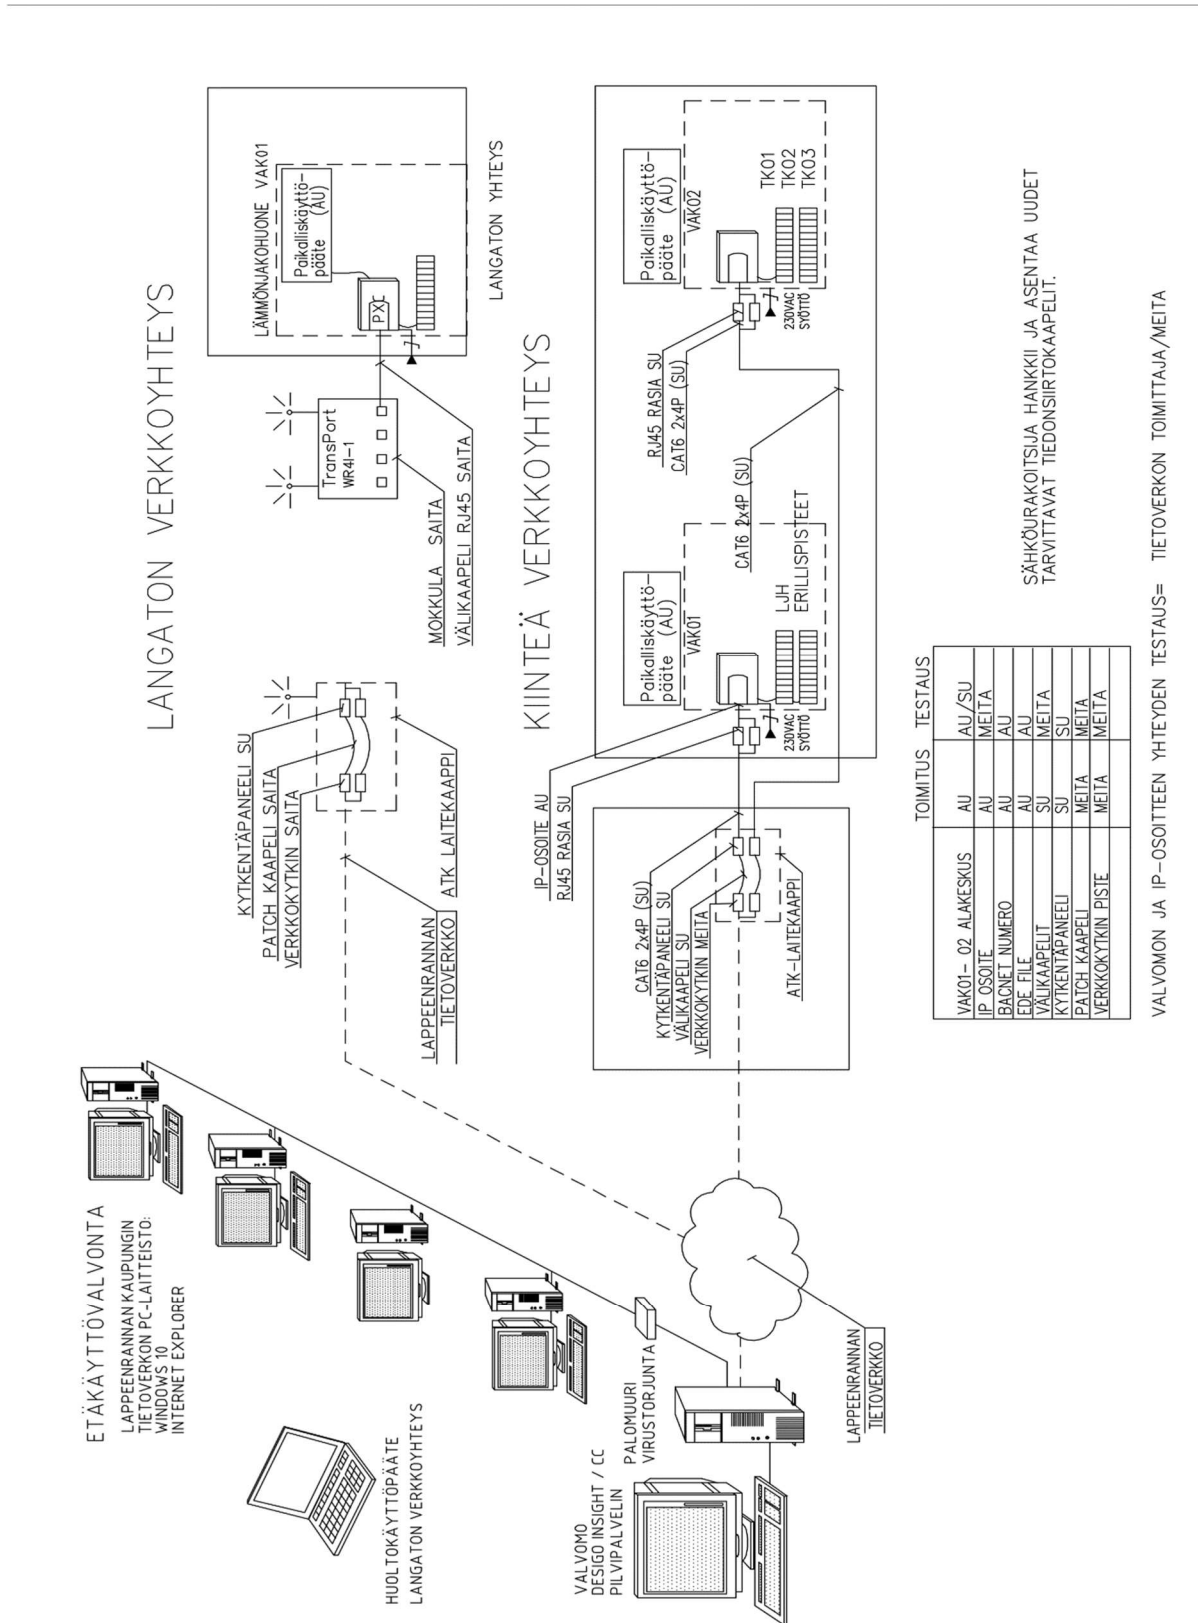 ETÄKÄYTTÖVALVONTA
LAPPEENRANNAN KAUPUNGIN
TIETOVERKON PC-LAITTEISTO:
WINDOWS 10
INTERNET EXPLORER
HUOLTOKÄYTTÖPÄÄTE
LANGATON VERKKOYHTEYS
VALVOMO
DESIGO INSIGHT / CC
PILVIPALVELIN
PALOMUURI
VIRUSTORJUNTA
LAPPEENRANNAN
TIETOVERKKO
LANGATON VERKKOYHTEYS
KYTKENTÄPANEELI SU
PATCH KAAPELI SAITA
VERKKOKYTKIN SAITA
LAPPEENRANNAN
TIETOVERKKO
ATK LAITEKAAPPI
TransPort
WR41-1
MOKKULA SAITA
VÄLIKAAPELI RJ45 SAITA
LÄMMÖNJAKOHUONE VAK01
Paikalliskäyttö-
pääte (AU)
PXC
LANGATON YHTEYS
KIINTEÄ VERKKOYHTEYS
IP-OSOITE AU
RJ45 RASIA SU
CAT6 2x4P (SU)
KYTKENTÄPANEELI SU
VÄLIKAAPELI SU
VERKKOKYTKIN MEITA
ATK-LAITEKAAPPI
Paikalliskäyttö-
pääte (AU)
VAK01
230VAC
SYÖTTÖ
LJH
ERILLISPISTEET
CAT6 2x4P (SU)
RJ45 RASIA SU
CAT6 2x4P (SU)
Paikalliskäyttö-
pääte (AU)
VAK02
230VAC
SYÖTTÖ
TK01
TK02
TK03
TOIMITUS TESTAUS
VAK01- 02 ALAKESKUS AU AU/SU
IP OSOITE AU MEITA
BACNET NUMERO AU AU
EDE FILE AU AU
VÄLIKAAPELIT SU MEITA
KYTKENTÄPANEELI SU SU
PATCH KAAPELI MEITA MEITA
VERKKOKYTKIN PISTE MEITA MEITA
SÄHKÖURAKOITSIJA HANKKII JA ASENTAA UUDET
TARVITTAVAT TIEDONSIIRTOKAAPELIT.
VALVOMON JA IP-OSOITTEEN YHTEYDEN TESTAUS= TIETOVERKON TOIMITTAJA/MEITA